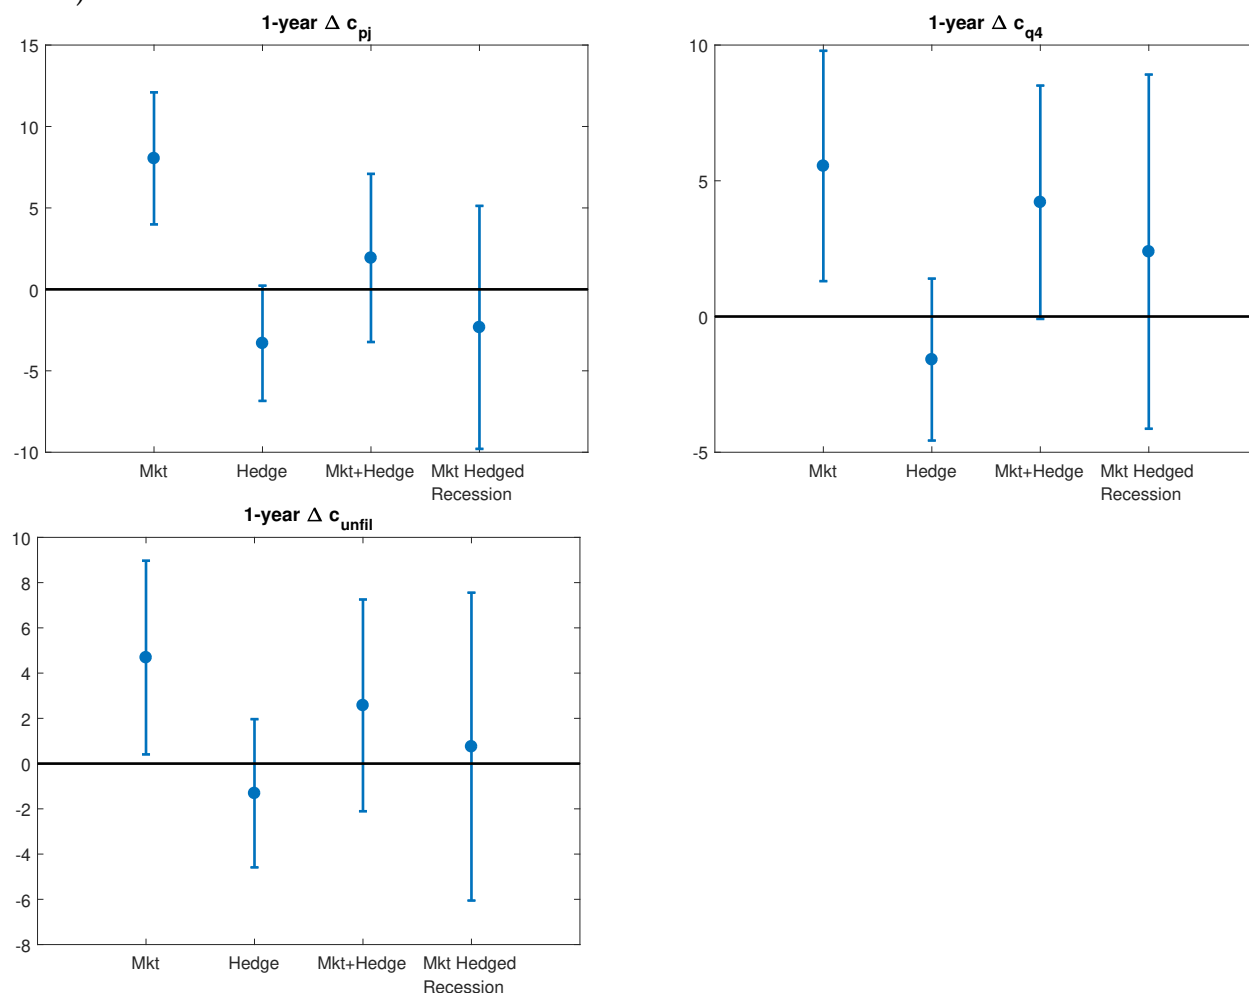 )
1-year Δ c_pj
15
10
5
0
-5
-10
Mkt
Hedge
Mkt+Hedge
Mkt Hedged
Recession
1-year Δ c_q4
10
5
0
-5
Mkt
Hedge
Mkt+Hedge
Mkt Hedged
Recession
1-year Δ c_unfil
10
8
6
4
2
0
-2
-4
-6
-8
Mkt
Hedge
Mkt+Hedge
Mkt Hedged
Recession